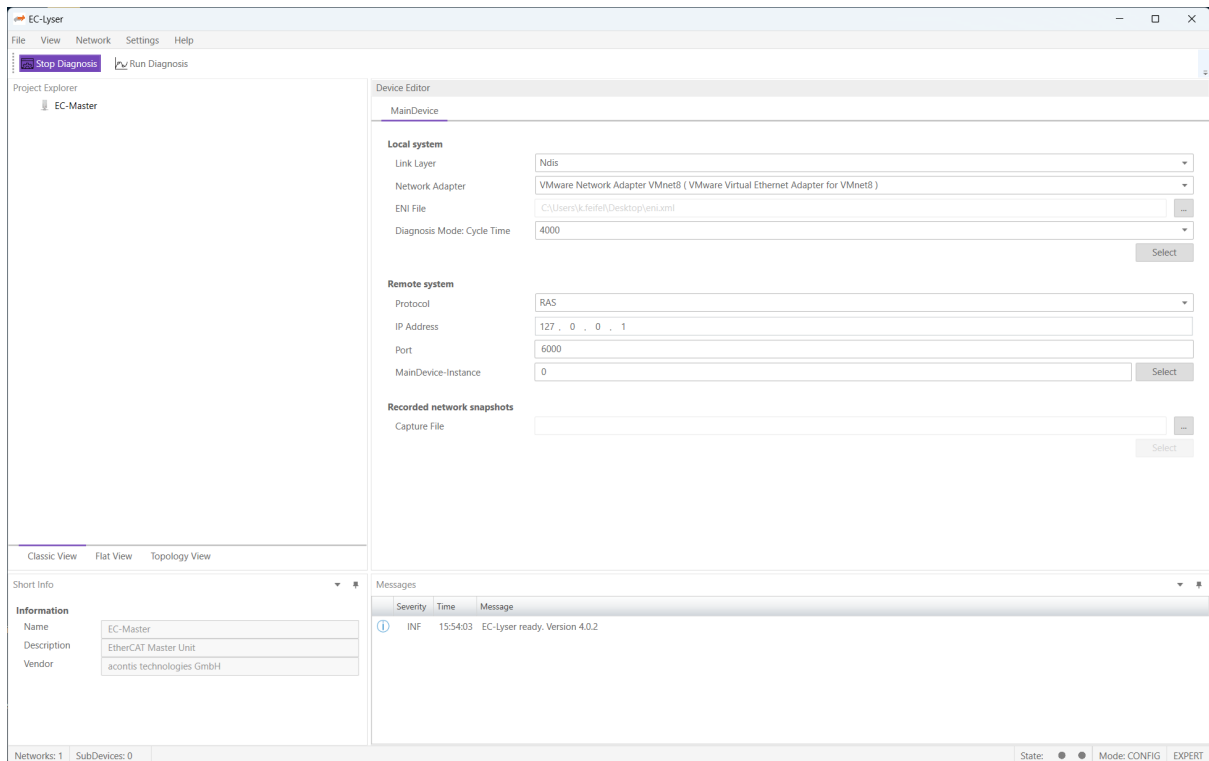 EC-Lyser
File View Network Settings Help
Stop Diagnosis Run Diagnosis
Project Explorer
EC-Master
Device Editor
MainDevice
Local system
Link Layer Ndis
Network Adapter VMware Network Adapter VMnet8 ( VMware Virtual Ethernet Adapter for VMnet8 )
ENI File C:\Users\k.feifel\Desktop\eni.xml ...
Diagnosis Mode: Cycle Time 4000
Select
Remote system
Protocol RAS
IP Address 127 . 0 . 0 . 1
Port 6000
MainDevice-Instance 0 Select
Recorded network snapshots
Capture File ...
Select
Classic View Flat View Topology View
Short Info
Information
Name EC-Master
Description EtherCAT Master Unit
Vendor acontis technologies GmbH
Messages
Severity Time Message
INF 15:54:03 EC-Lyser ready. Version 4.0.2
Networks: 1 SubDevices: 0 State: Mode: CONFIG EXPERT